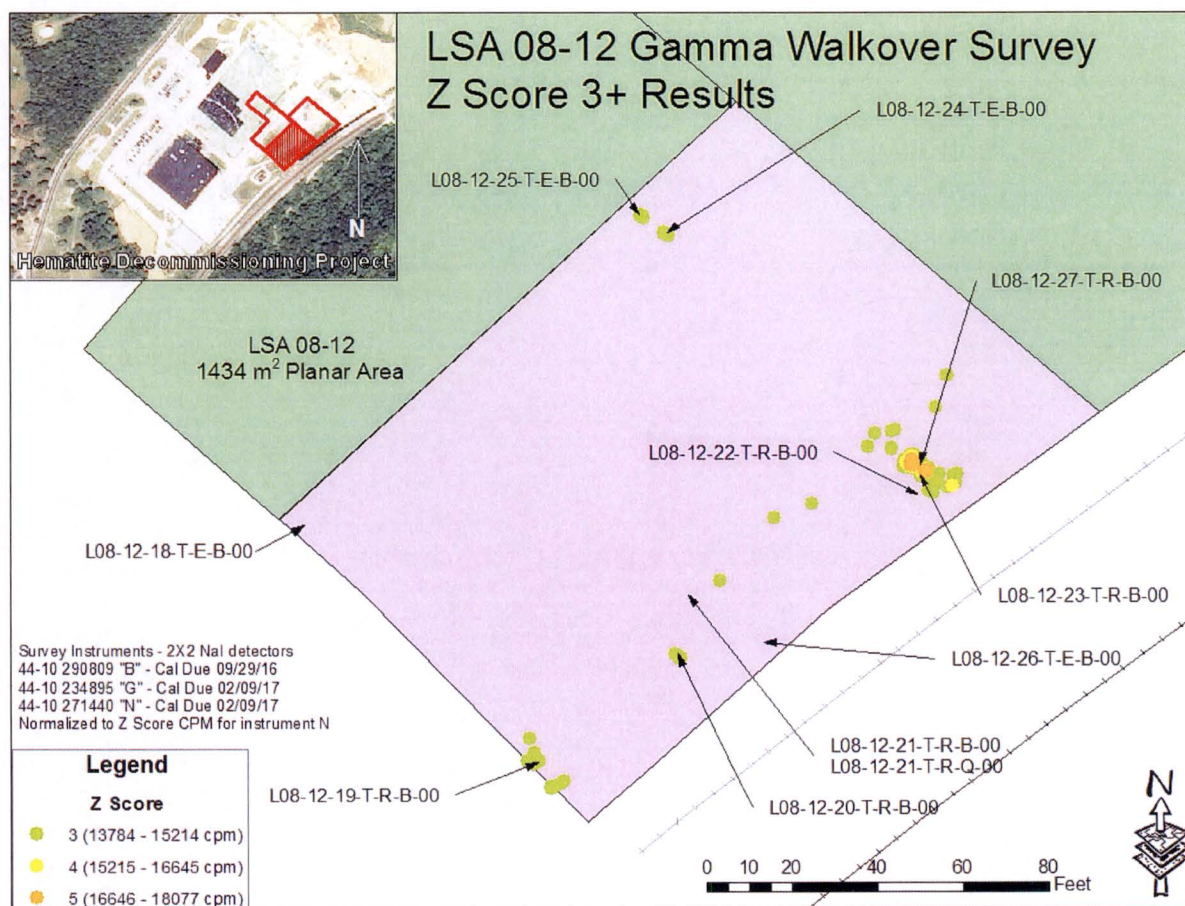 LSA 08-12 Gamma Walkover Survey
Z Score 3+ Results
N
Hematite Decommissioning Project
L08-12-24-T-E-B-00
L08-12-25-T-E-B-00
L08-12-27-T-R-B-00
LSA 08-12
1434 m² Planar Area
L08-12-22-T-R-B-00
L08-12-18-T-E-B-00
L08-12-23-T-R-B-00
L08-12-26-T-E-B-00
Survey Instruments - 2X2 NaI detectors
44-10 290809 "B" - Cal Due 09/29/16
44-10 234895 "G" - Cal Due 02/09/17
44-10 271440 "N" - Cal Due 02/09/17
Normalized to Z Score CPM for instrument N
L08-12-21-T-R-B-00
L08-12-21-T-R-Q-00
L08-12-19-T-R-B-00
L08-12-20-T-R-B-00
Legend
Z Score
3 (13784 - 15214 cpm)
4 (15215 - 16645 cpm)
5 (16646 - 18077 cpm)
N
0 20 40 60 80
Feet